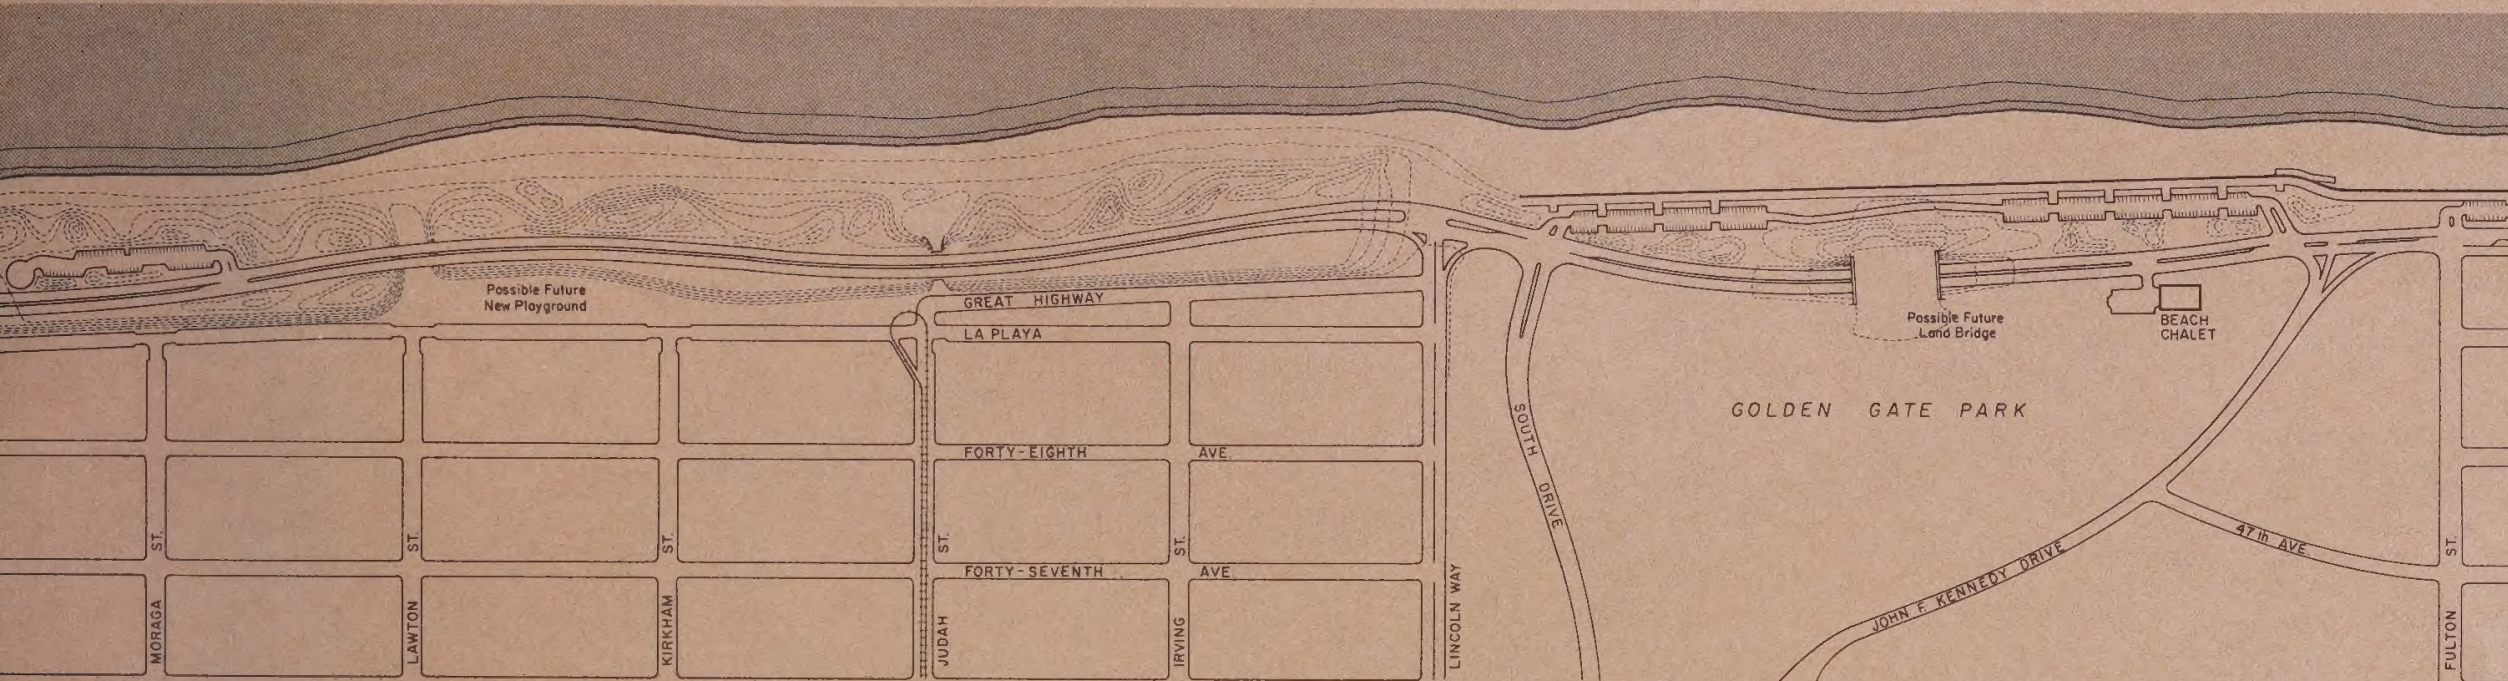 Possible Future
New Playground
GREAT HIGHWAY
LA PLAYA
Possible Future
Land Bridge
BEACH
CHALET
GOLDEN GATE PARK
SOUTH DRIVE
FORTY-EIGHTH AVE.
FORTY-SEVENTH AVE.
47th AVE.
JOHN F. KENNEDY DRIVE
MORAGA ST.
LAWTON ST.
KIRKHAM ST.
JUDAH ST.
IRVING ST.
LINCOLN WAY
FULTON ST.